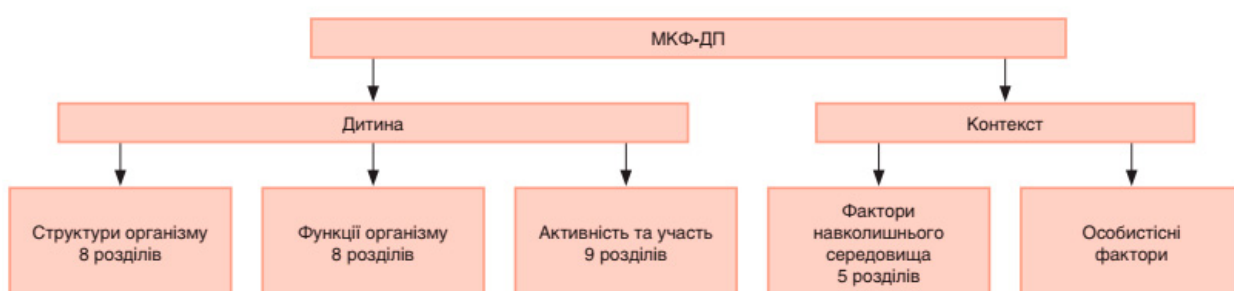 МКФ-ДП
Дитина
Контекст
Структури організму
8 розділів
Функції організму
8 розділів
Активність та участь
9 розділів
Фактори
навколишнього
середовища
5 розділів
Особистісні
фактори